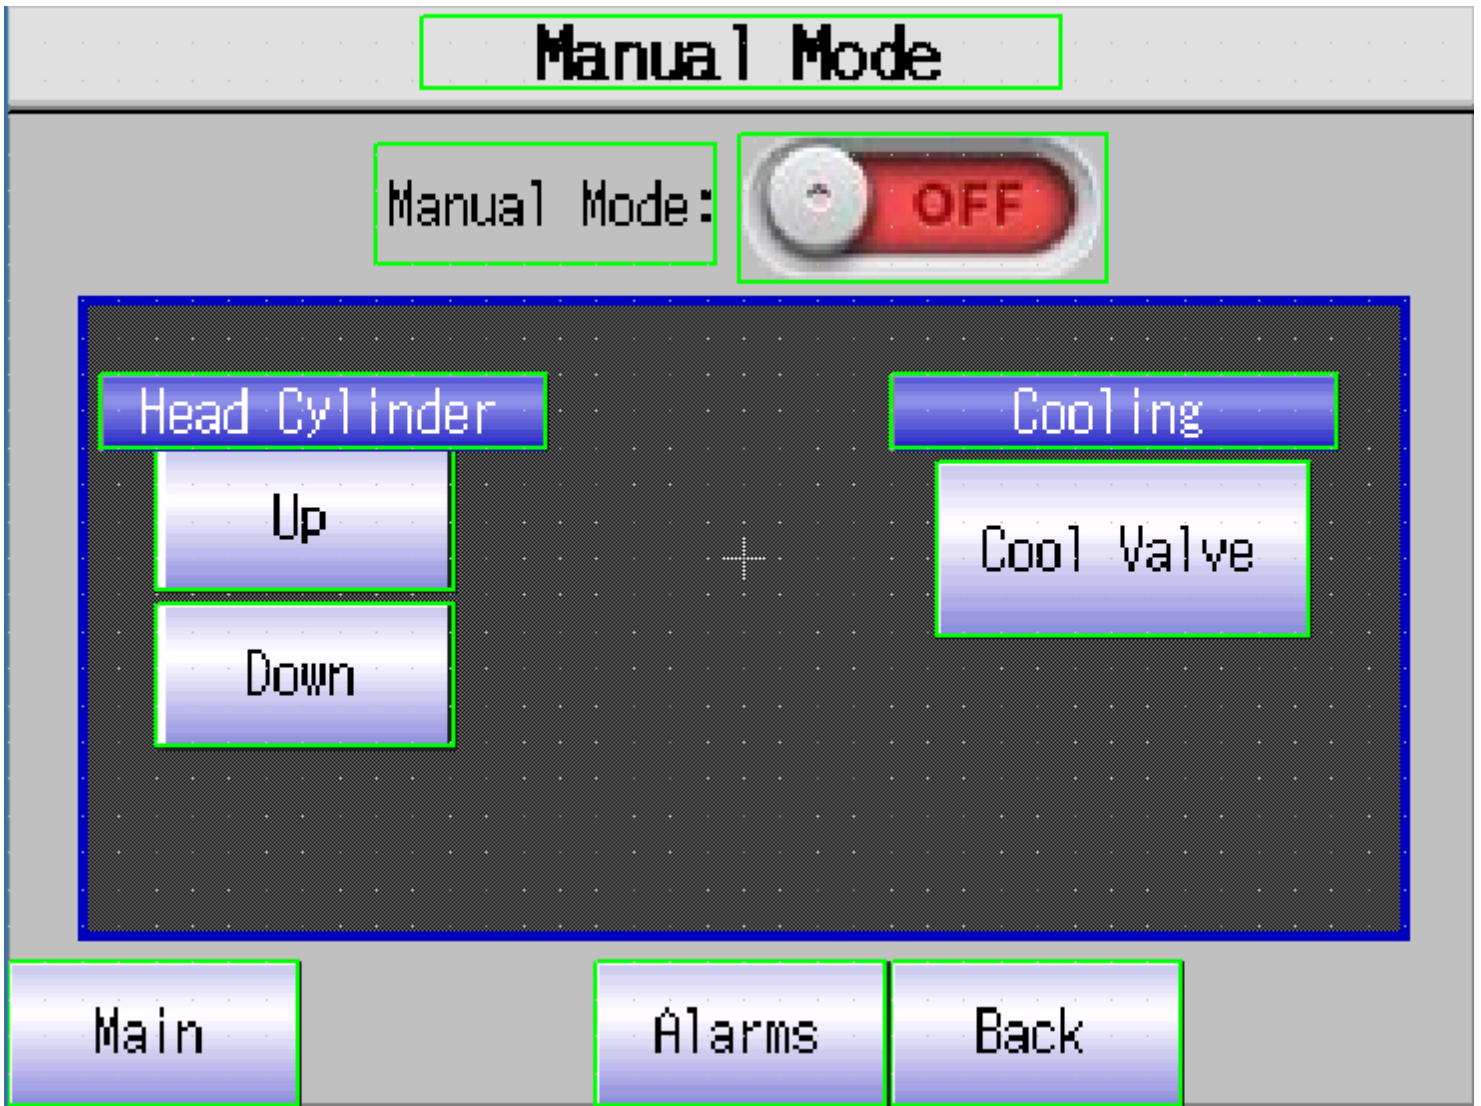 Manual Mode
Manual Mode:
OFF
Head Cylinder
Cooling
Up
Cool Valve
Down
Main
Alarms
Back